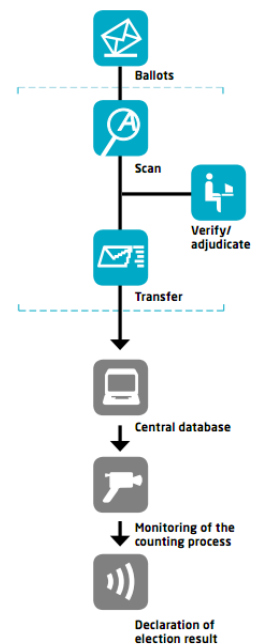 Ballots
Scan
Verify/
adjudicate
Transfer
Central database
Monitoring of the
counting process
Declaration of
election result